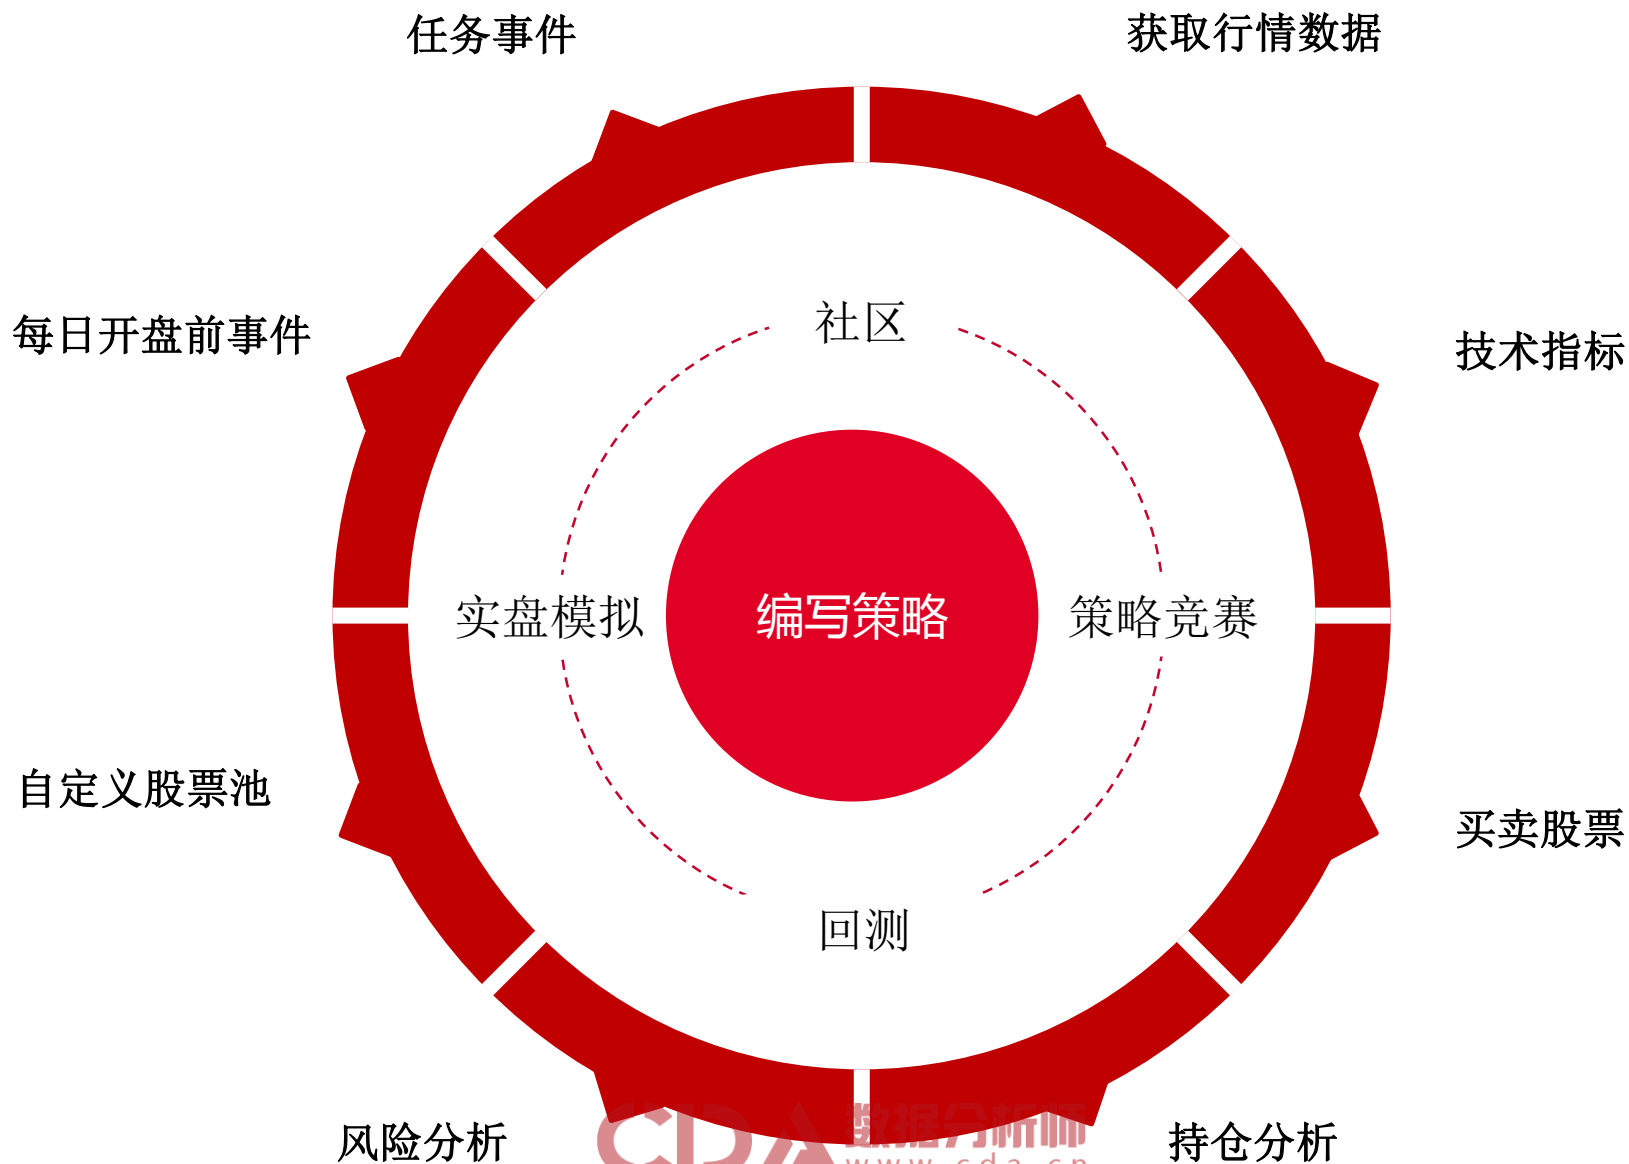 任务事件
获取行情数据
每日开盘前事件
社区
技术指标
实盘模拟
编写策略
策略竞赛
自定义股票池
买卖股票
回测
风险分析
CDA 数据分析师
www.cda.cn
持仓分析